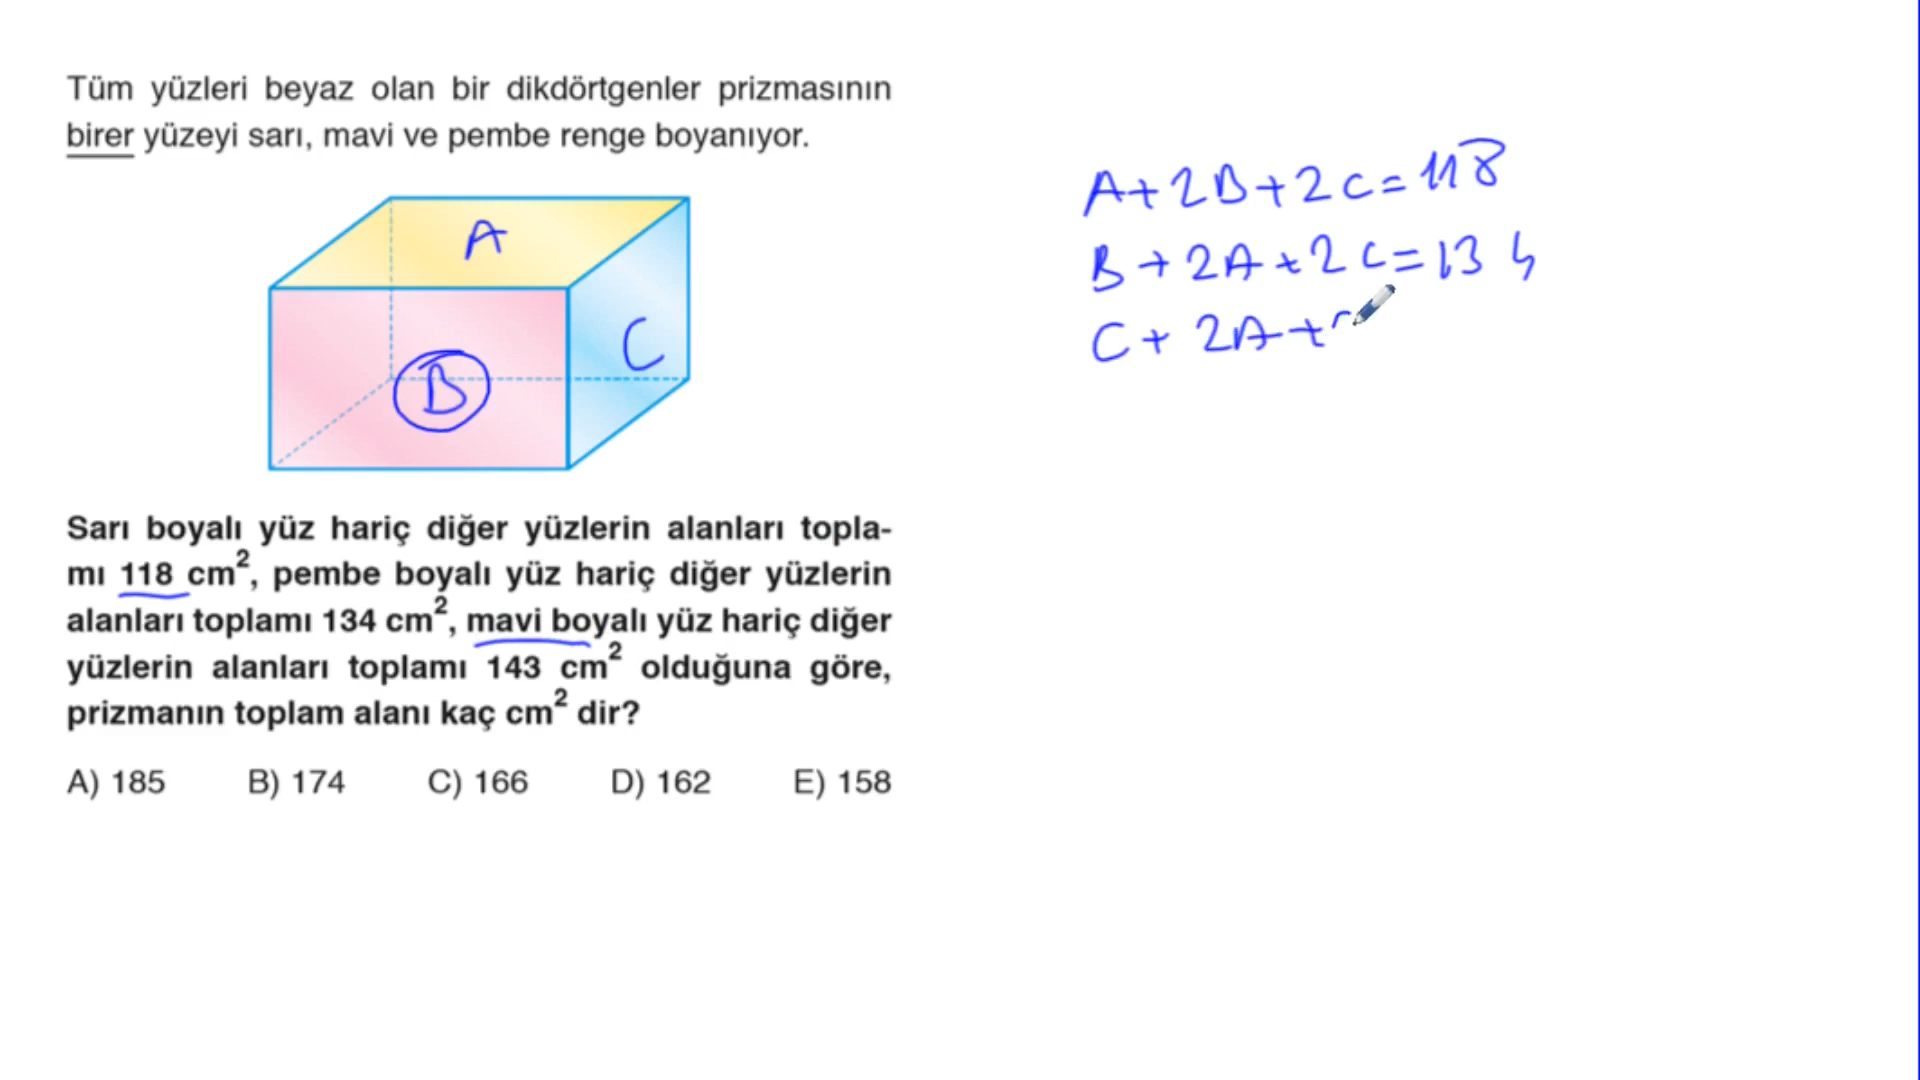 Tüm yüzleri beyaz olan bir dikdörtgenler prizmasının
birer yüzeyi sarı, mavi ve pembe renge boyanıyor.
A
B
C
Sarı boyalı yüz hariç diğer yüzlerin alanları topla-
mı 118 cm², pembe boyalı yüz hariç diğer yüzlerin
alanları toplamı 134 cm², mavi boyalı yüz hariç diğer
yüzlerin alanları toplamı 143 cm² olduğuna göre,
prizmanın toplam alanı kaç cm² dir?
A) 185 B) 174 C) 166 D) 162 E) 158
A+2B+2C=118
B+2A+2C=134
C+2A+